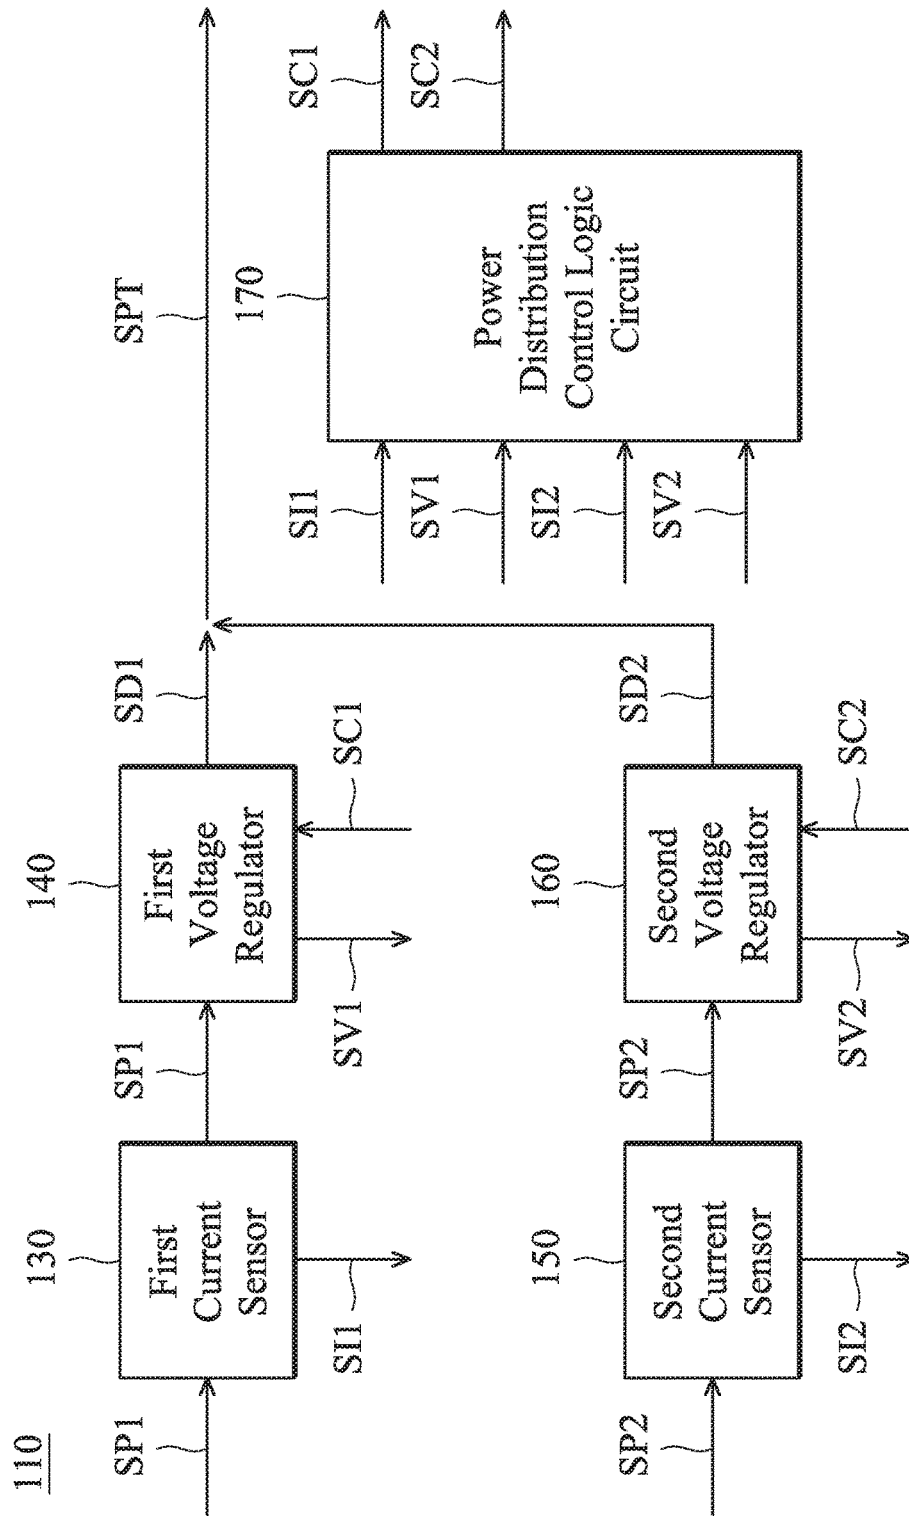 110
SP1
130
First
Current
Sensor
SI1
SP1
140
First
Voltage
Regulator
SV1
SC1
SD1
SPT
SP2
150
Second
Current
Sensor
SI2
SP2
160
Second
Voltage
Regulator
SV2
SC2
SD2
170
SI1
SV1
SI2
SV2
Power
Distribution
Control Logic
Circuit
SC1
SC2